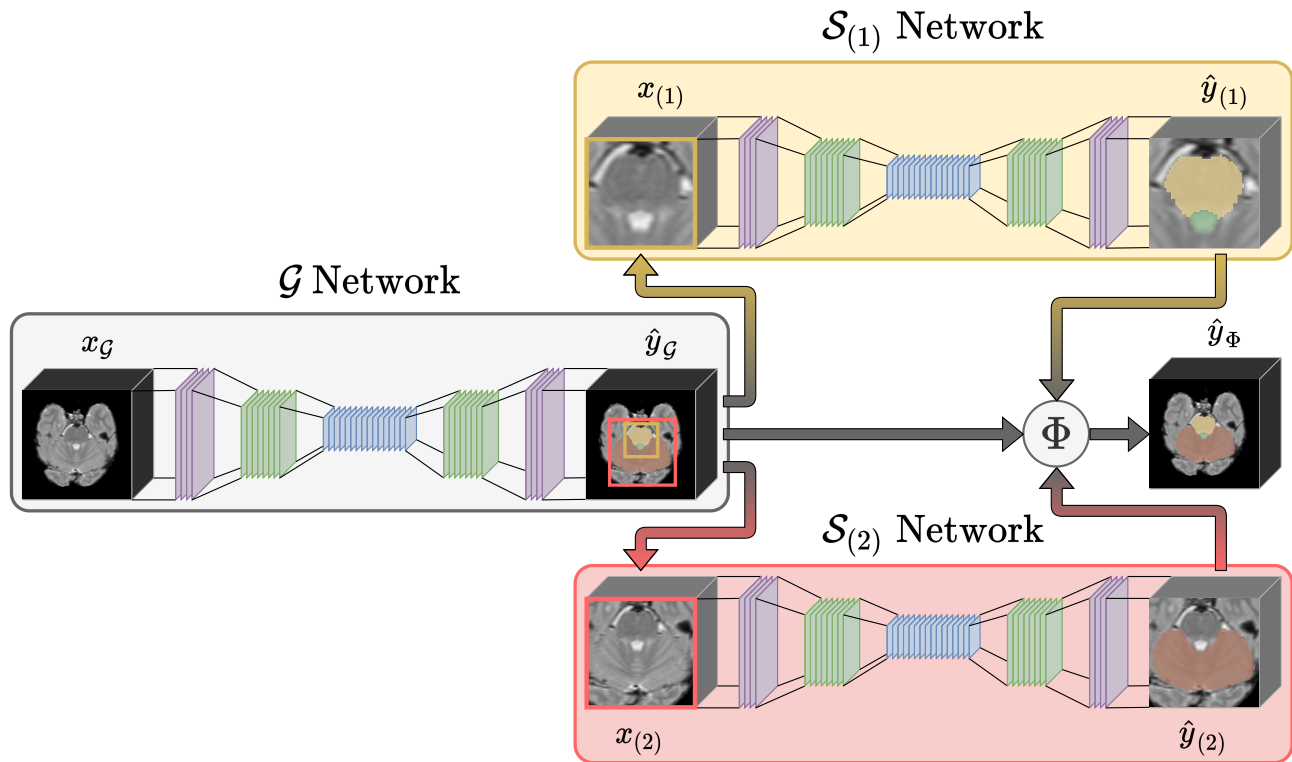 𝒮(1) Network
x(1)
ŷ(1)
𝒢 Network
x𝒢
ŷ𝒢
ŷΦ
Φ
𝒮(2) Network
x(2)
ŷ(2)